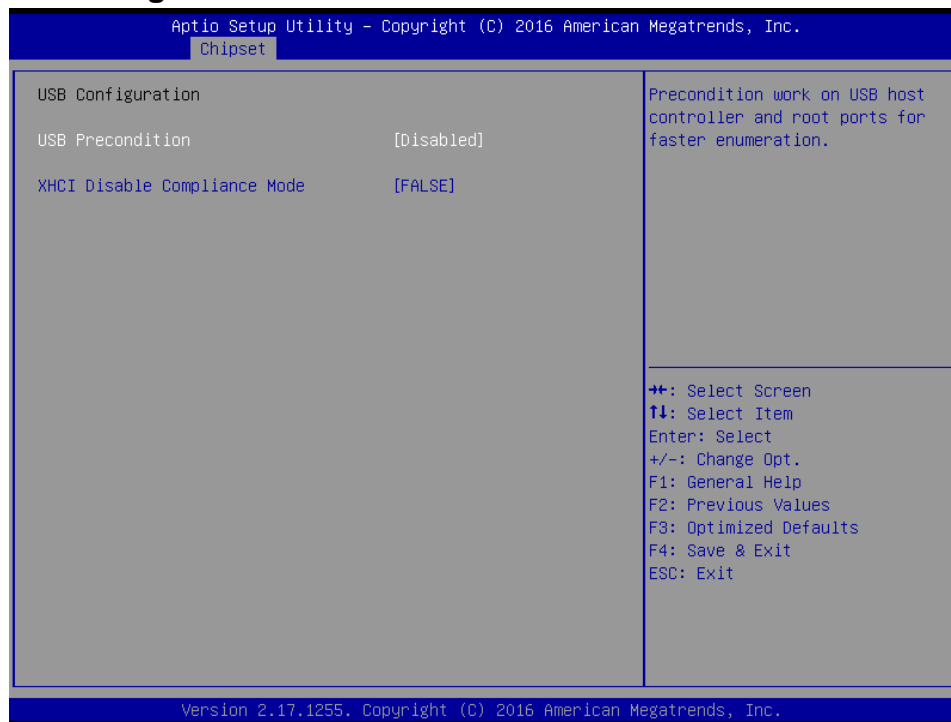 Aptio Setup Utility – Copyright (C) 2016 American Megatrends, Inc.
Chipset
USB Configuration
USB Precondition [Disabled]
XHCI Disable Compliance Mode [FALSE]
Precondition work on USB host
controller and root ports for
faster enumeration.
→←: Select Screen
↑↓: Select Item
Enter: Select
+/-: Change Opt.
F1: General Help
F2: Previous Values
F3: Optimized Defaults
F4: Save & Exit
ESC: Exit
Version 2.17.1255. Copyright (C) 2016 American Megatrends, Inc.